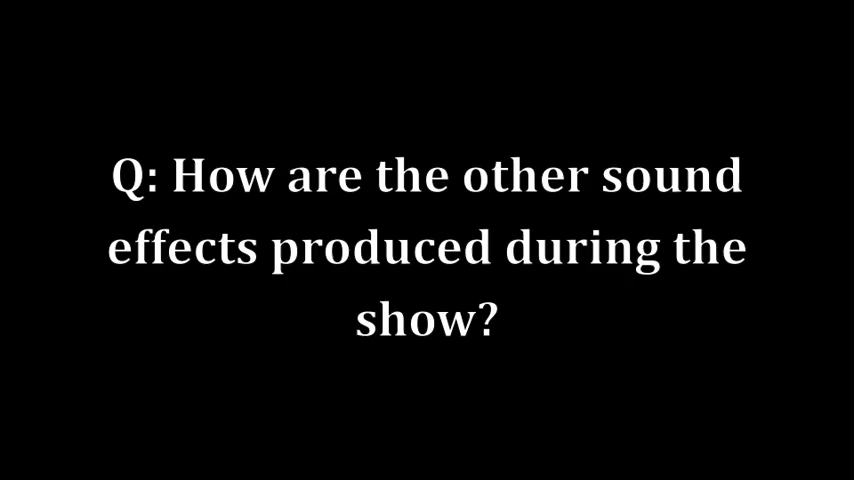 Q: How are the other sound
effects produced during the
show?